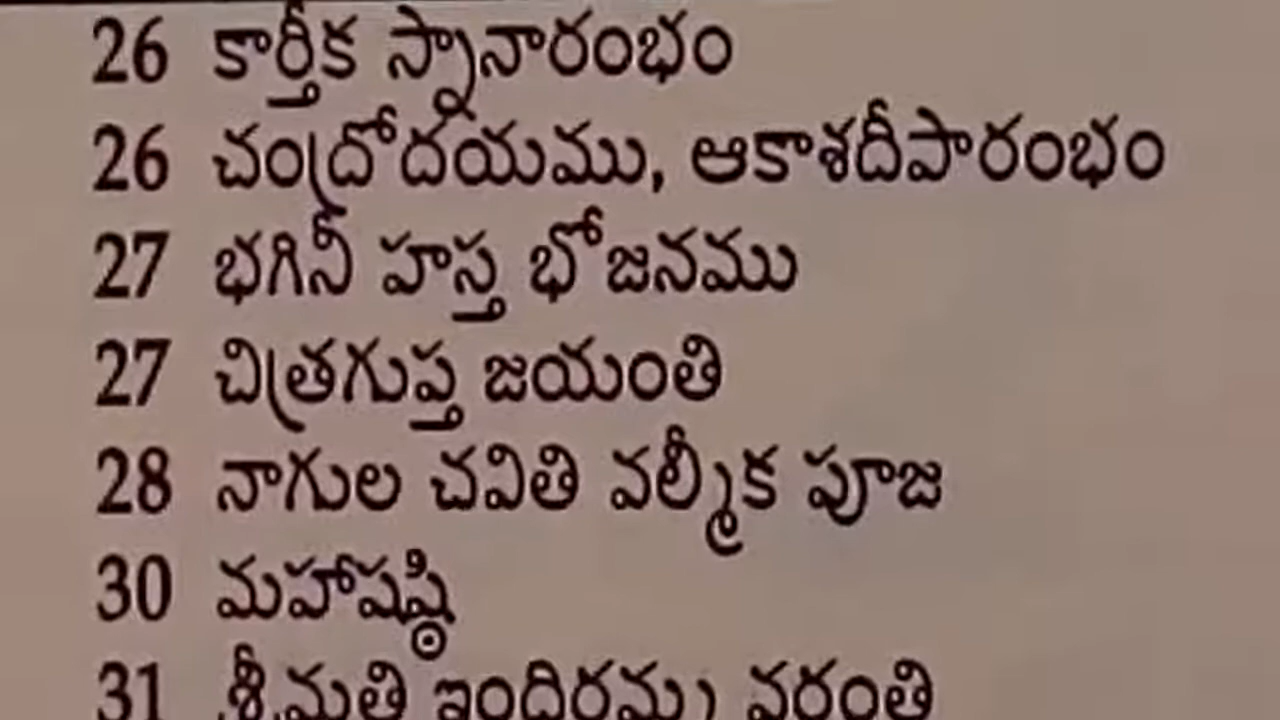 26 కార్తీక స్నానారంభం
26 చంద్రోదయము, ఆకాశదీపారంభం
27 భగినీ హస్త భోజనము
27 చిత్రగుప్త జయంతి
28 నాగుల చవితి వల్మీక పూజ
30 మహాషష్ఠి
31 శ్రీమతి ఇందిరమ్మ వర్ధంతి